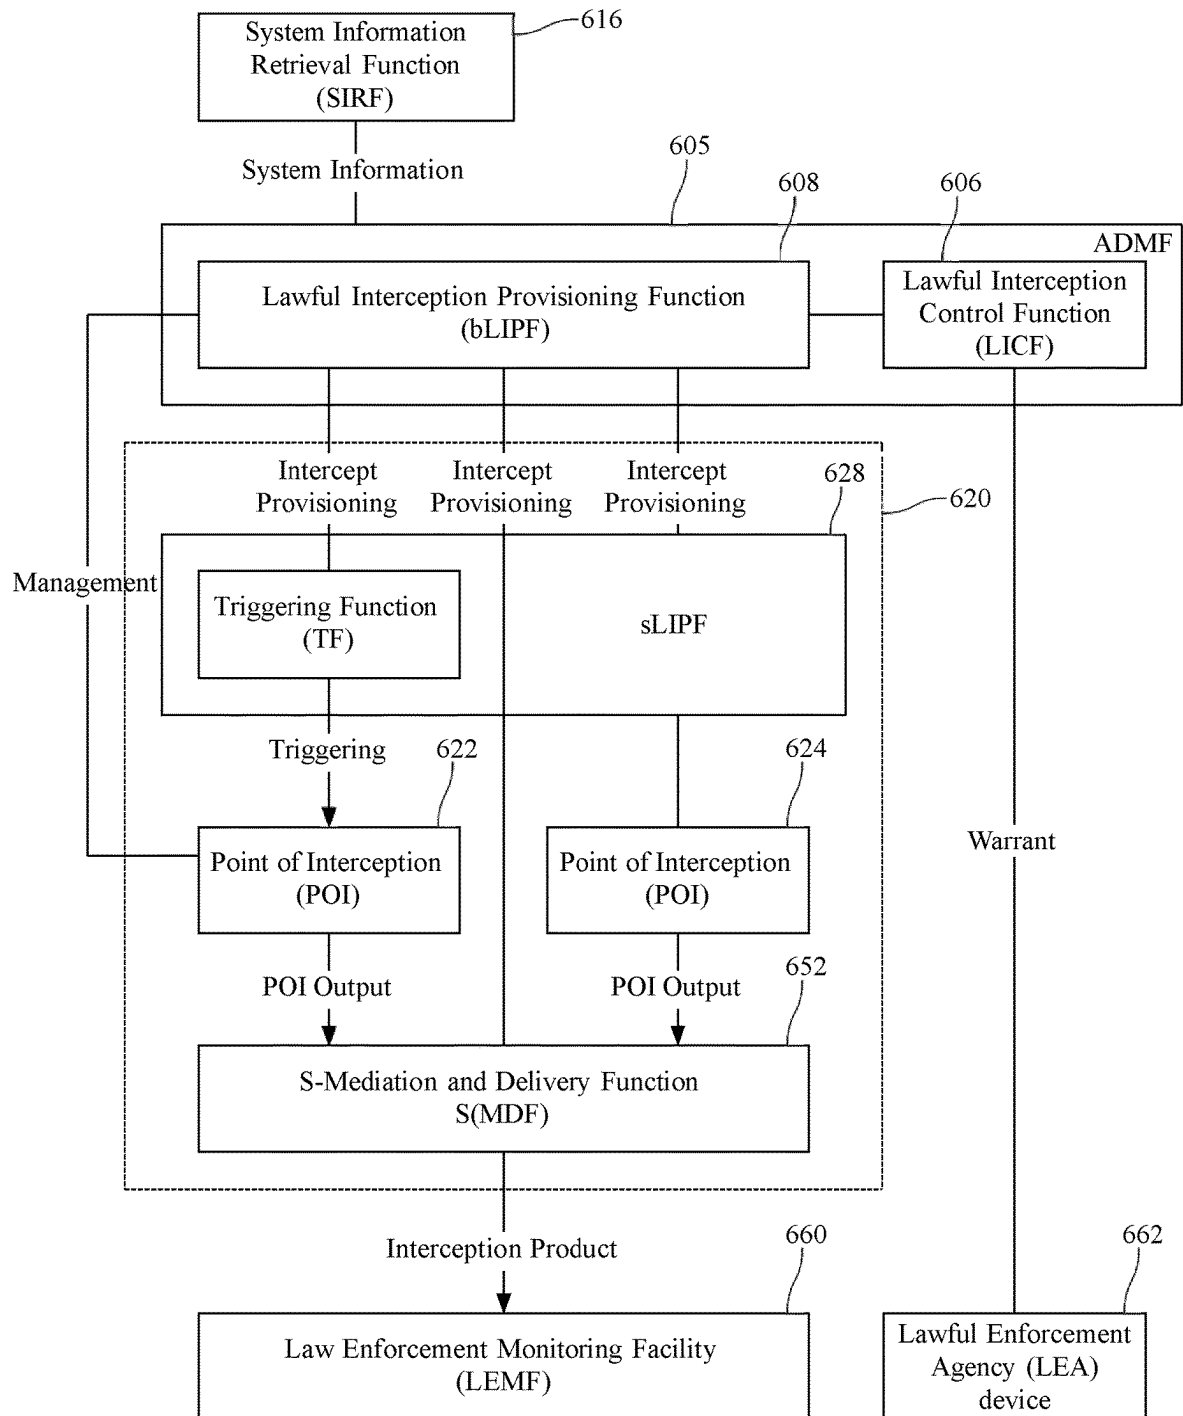 System Information
Retrieval Function
(SIRF)
616
System Information
605
608
606
ADMF
Lawful Interception Provisioning Function
(bLIPF)
Lawful Interception
Control Function
(LICF)
Intercept
Provisioning
Intercept
Provisioning
Intercept
Provisioning
628
620
Management
Triggering Function
(TF)
sLIPF
Triggering
622
624
Point of Interception
(POI)
Point of Interception
(POI)
Warrant
POI Output
POI Output
652
S-Mediation and Delivery Function
S(MDF)
Interception Product
660
662
Law Enforcement Monitoring Facility
(LEMF)
Lawful Enforcement
Agency (LEA)
device